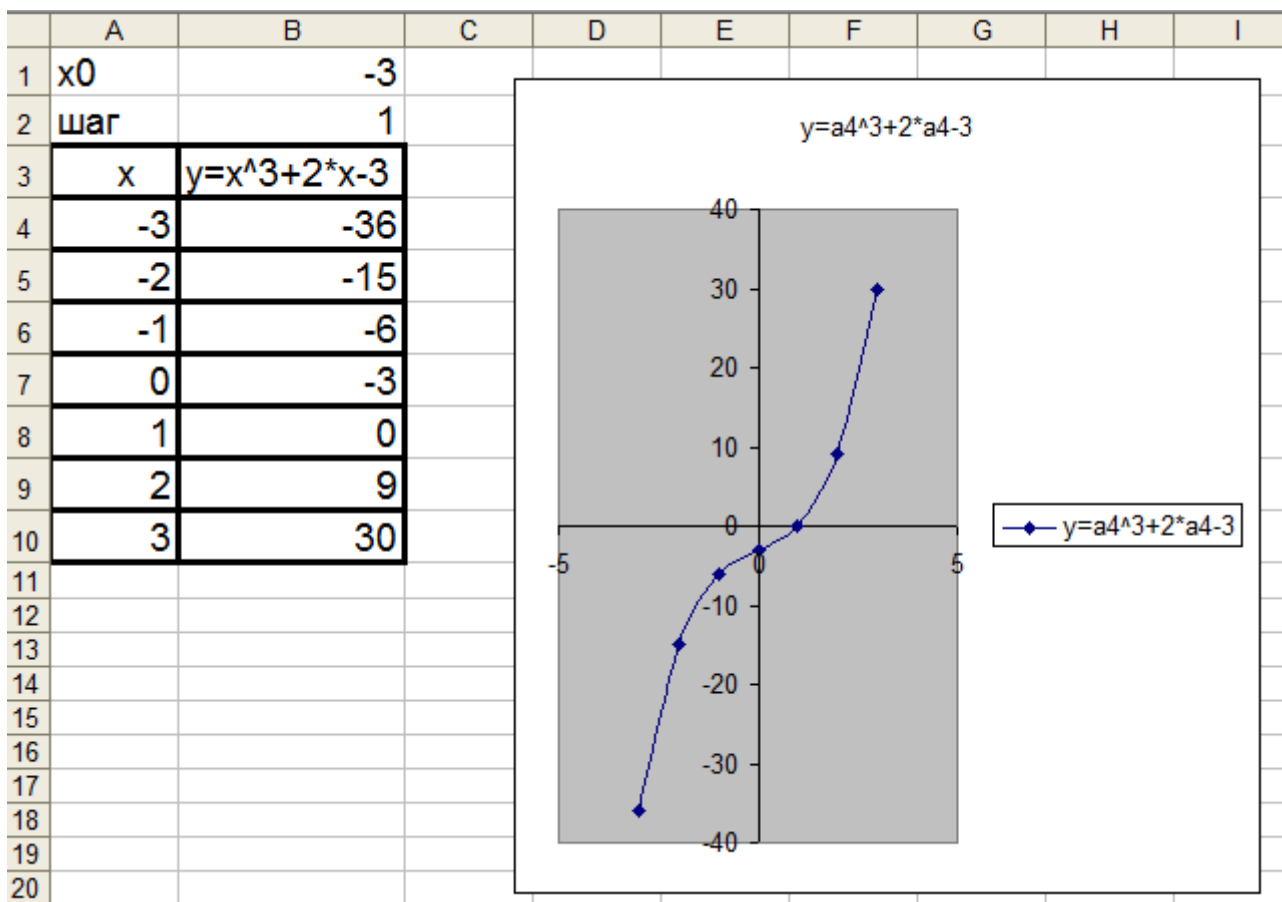 A B C D E F G H I
1 x0 -3
2 шаг 1
3 x y=x^3+2*x-3
4 -3 -36
5 -2 -15
6 -1 -6
7 0 -3
8 1 0
9 2 9
10 3 30
11
12
13
14
15
16
17
18
19
20
y=a4^3+2*a4-3
40
30
20
10
0
-10
-20
-30
-40
-5 0 5
y=a4^3+2*a4-3